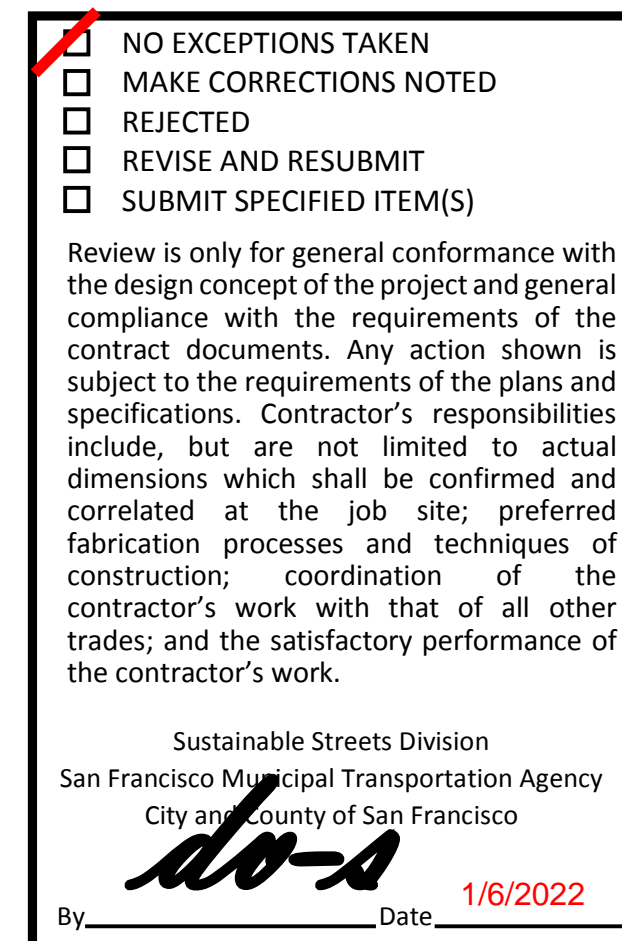 NO EXCEPTIONS TAKEN
MAKE CORRECTIONS NOTED
REJECTED
REVISE AND RESUBMIT
SUBMIT SPECIFIED ITEM(S)
Review is only for general conformance with
the design concept of the project and general
compliance with the requirements of the
contract documents. Any action shown is
subject to the requirements of the plans and
specifications. Contractor’s responsibilities
include, but are not limited to actual
dimensions which shall be confirmed and
correlated at the job site; preferred
fabrication processes and techniques of
construction; coordination of the
contractor’s work with that of all other
trades; and the satisfactory performance of
the contractor’s work.
Sustainable Streets Division
San Francisco Municipal Transportation Agency
City and County of San Francisco
By Date 1/6/2022